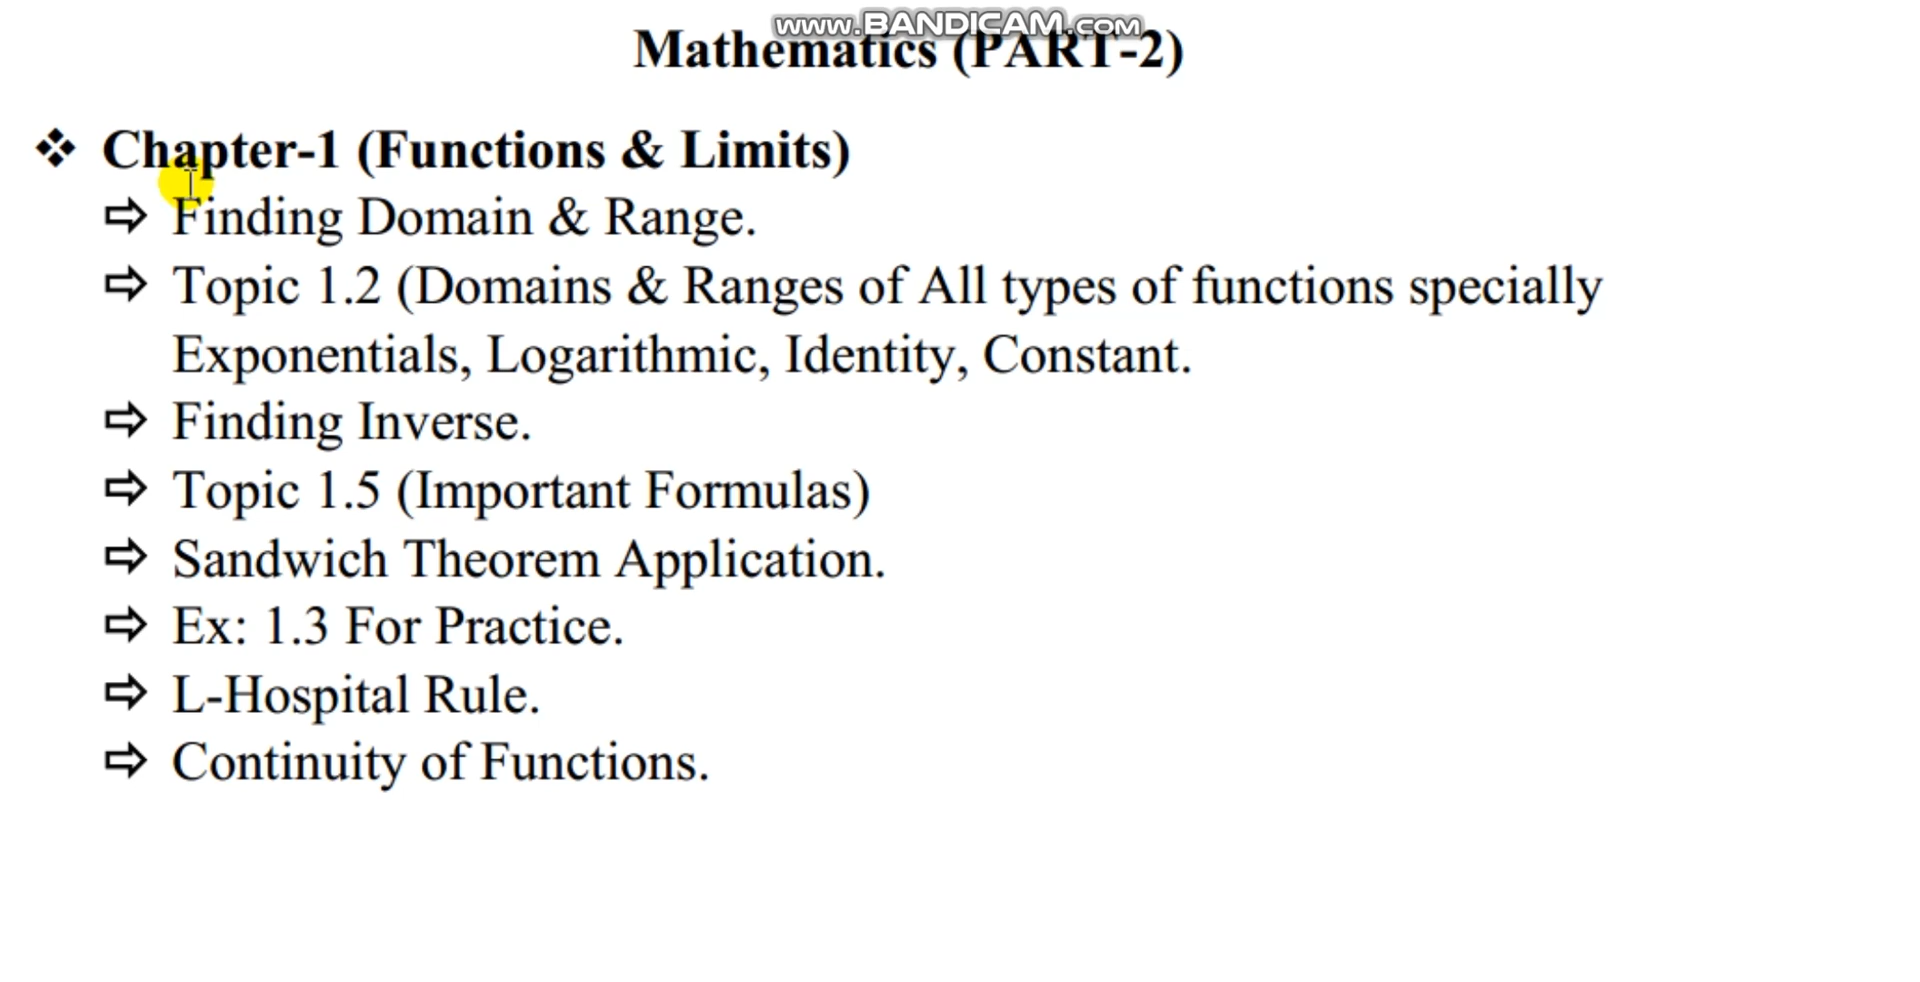 www.BANDICAM.com
Mathematics (PART-2)
❖ Chapter-1 (Functions & Limits)
⇨ Finding Domain & Range.
⇨ Topic 1.2 (Domains & Ranges of All types of functions specially
Exponentials, Logarithmic, Identity, Constant.
⇨ Finding Inverse.
⇨ Topic 1.5 (Important Formulas)
⇨ Sandwich Theorem Application.
⇨ Ex: 1.3 For Practice.
⇨ L-Hospital Rule.
⇨ Continuity of Functions.